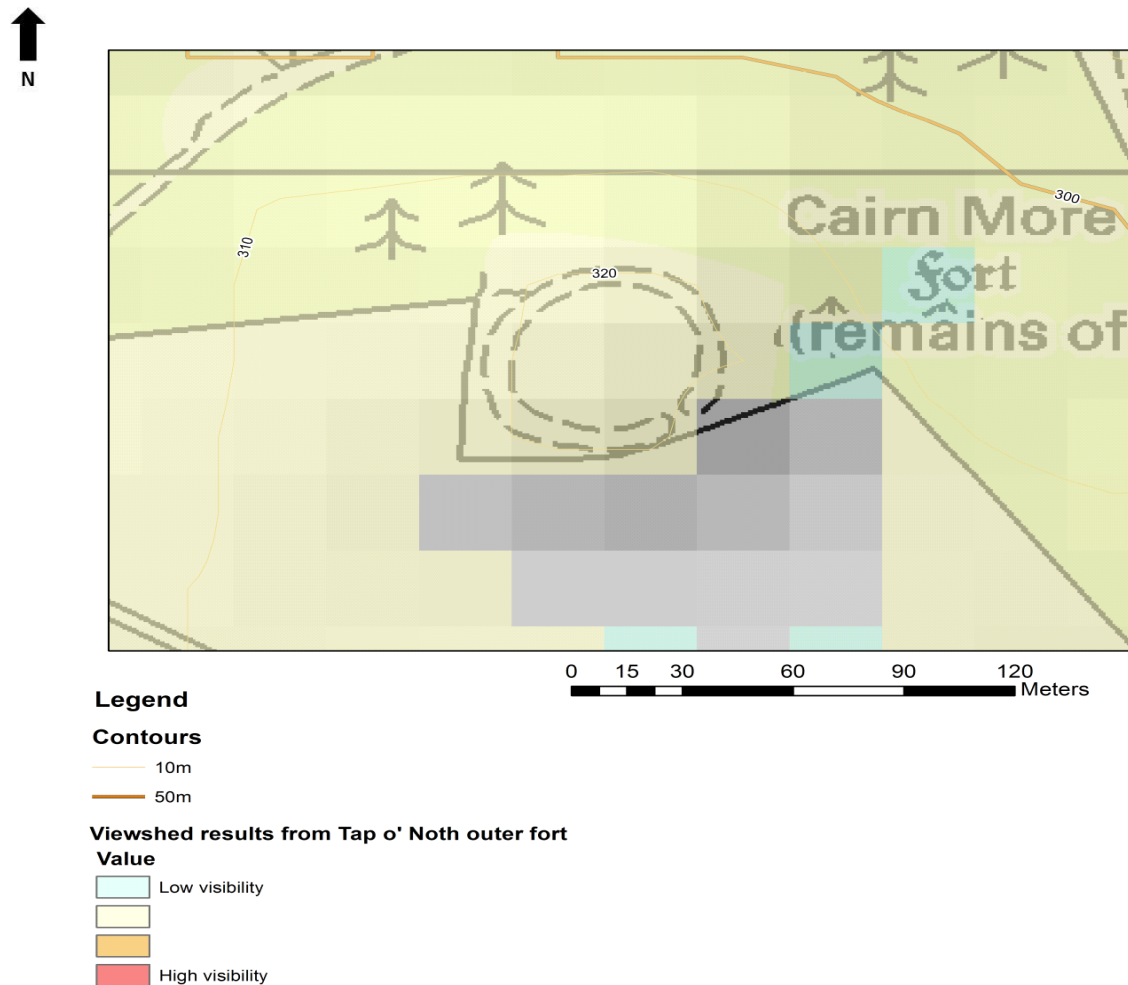 N
Cairn More
310
300
320
Fort
(remains of
0 15 30 60 90 120
Meters
Legend
Contours
10m
50m
Viewshed results from Tap o' Noth outer fort
Value
Low visibility
High visibility